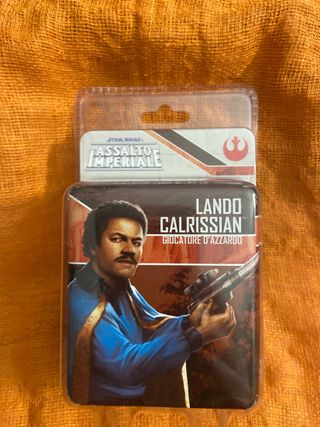 STAR WARS
ASSALTO
IMPERIALE
LANDO
CALRISSIAN
GIOCATORE D'AZZARDO